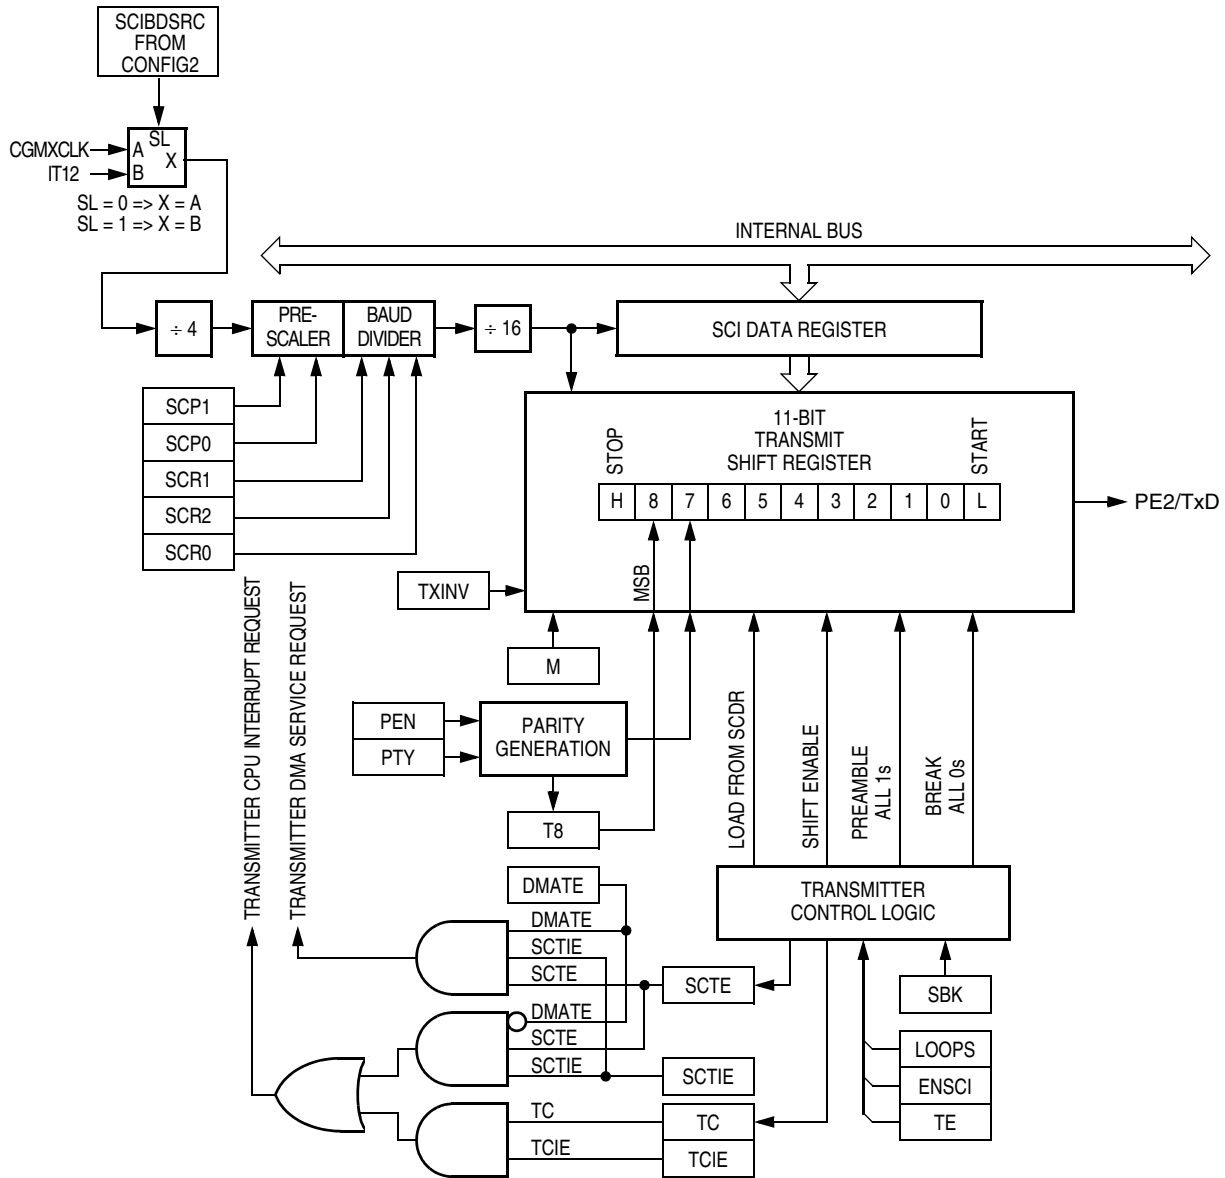 SCIBDSRC
FROM
CONFIG2
SL
CGMXCLK
A
X
IT12
B
SL = 0 => X = A
SL = 1 => X = B
INTERNAL BUS
÷ 4
PRE-
SCALER
BAUD
DIVIDER
÷ 16
SCI DATA REGISTER
SCP1
SCP0
SCR1
SCR2
SCR0
11-BIT
TRANSMIT
SHIFT REGISTER
STOP
START
H 8 7 6 5 4 3 2 1 0 L
PE2/TxD
MSB
TXINV
M
PEN
PTY
PARITY
GENERATION
T8
TRANSMITTER CPU INTERRUPT REQUEST
TRANSMITTER DMA SERVICE REQUEST
LOAD FROM SCDR
SHIFT ENABLE
PREAMBLE
ALL 1s
BREAK
ALL 0s
TRANSMITTER
CONTROL LOGIC
DMATE
DMATE
SCTIE
SCTE
SCTE
SBK
DMATE
SCTE
SCTIE
SCTIE
LOOPS
ENSCI
TE
TC
TC
TCIE
TCIE